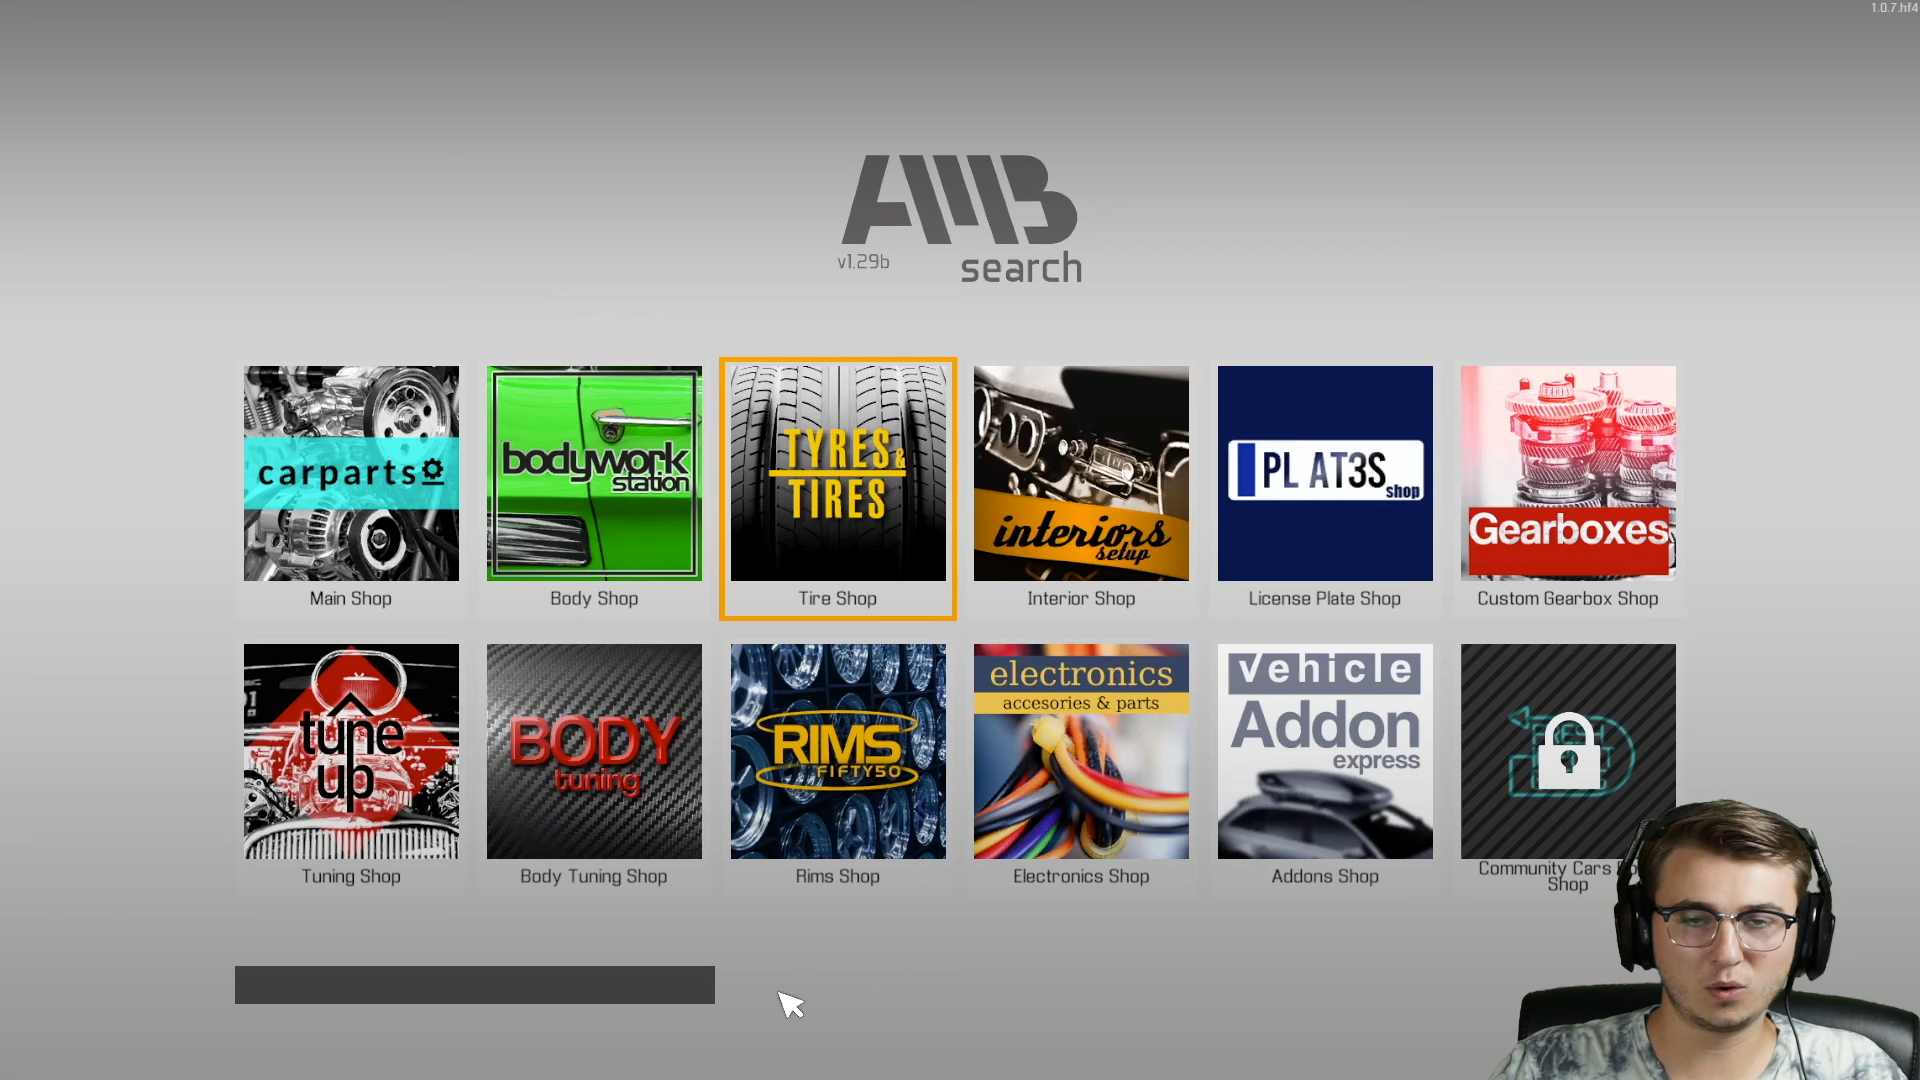 1.0.7.hf4
AMB
v1.29b
search
carparts
Main Shop
bodywork
station
Body Shop
TYRES &
TIRES
Tire Shop
interiors
setup
Interior Shop
PL AT3S
shop
License Plate Shop
Gearboxes
Custom Gearbox Shop
tune
up
Tuning Shop
BODY
tuning
Body Tuning Shop
RIMS
FIFTY50
Rims Shop
electronics
accesories & parts
Electronics Shop
vehicle
Addon
express
Addons Shop
Community Cars
Shop